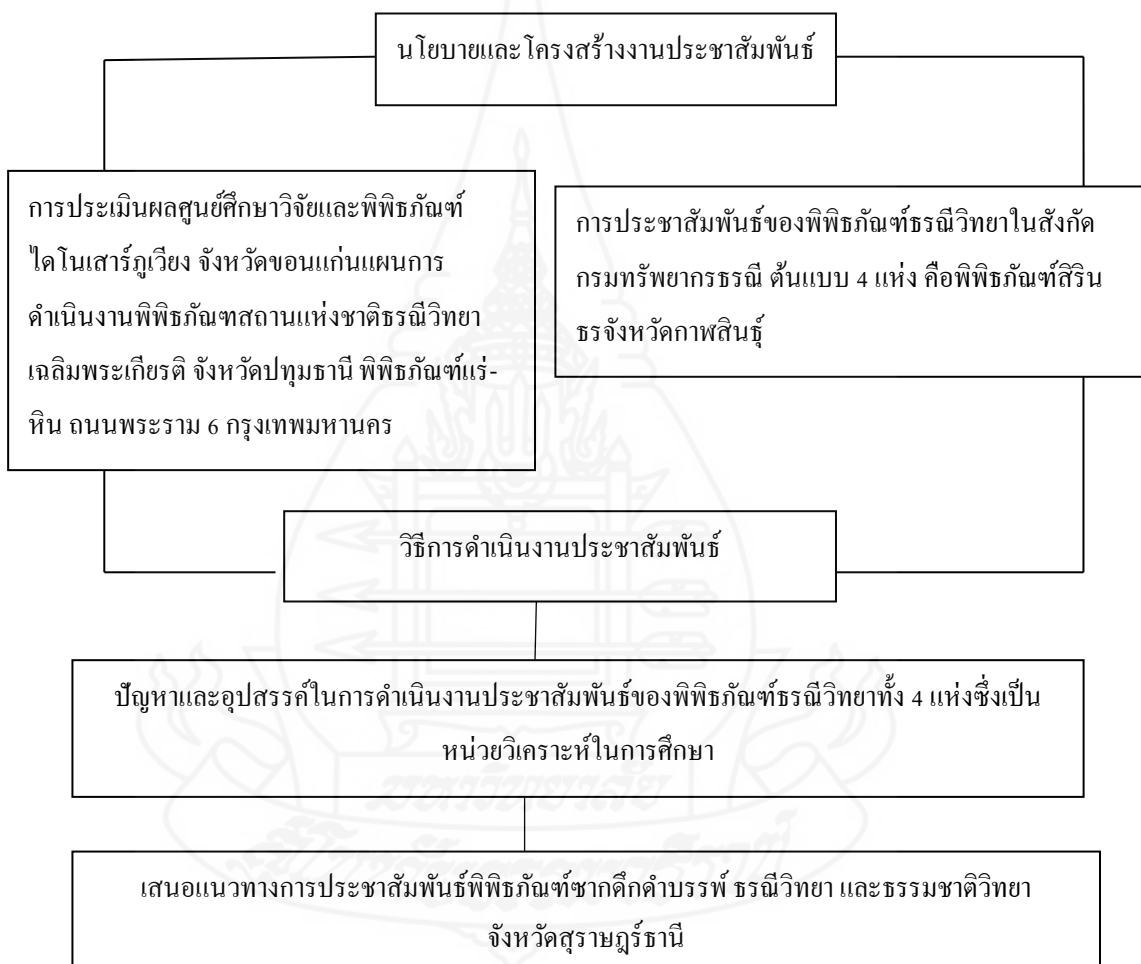 นโยบายและโครงสร้างงานประชาสัมพันธ์
การประเมินผลศูนย์ศึกษาวิจัยและพิพิธภัณฑ์
ไดโนเสาร์ภูเวียง จังหวัดขอนแก่นแผนการ
ดำเนินงานพิพิธภัณฑสถานแห่งชาติธรณีวิทยา
เฉลิมพระเกียรติ จังหวัดปทุมธานี พิพิธภัณฑ์แร่-
หิน ถนนพระราม 6 กรุงเทพมหานคร
การประชาสัมพันธ์ของพิพิธภัณฑ์ธรณีวิทยาในสังกัด
กรมทรัพยากรธรณี ต้นแบบ 4 แห่ง คือพิพิธภัณฑ์สิริน
ธรจังหวัดกาฬสินธุ์
วิธีการดำเนินงานประชาสัมพันธ์
ปัญหาและอุปสรรค์ในการดำเนินงานประชาสัมพันธ์ของพิพิธภัณฑ์ธรณีวิทยาทั้ง 4 แห่งซึ่งเป็น
หน่วยวิเคราะห์ในการศึกษา
มหาวิทยาลัย
สุโขทัยธรรมาธิราช
เสนอแนวทางการประชาสัมพันธ์พิพิธภัณฑ์ซากดึกดำบรรพ์ ธรณีวิทยา และธรรมชาติวิทยา
จังหวัดสุราษฎร์ธานี